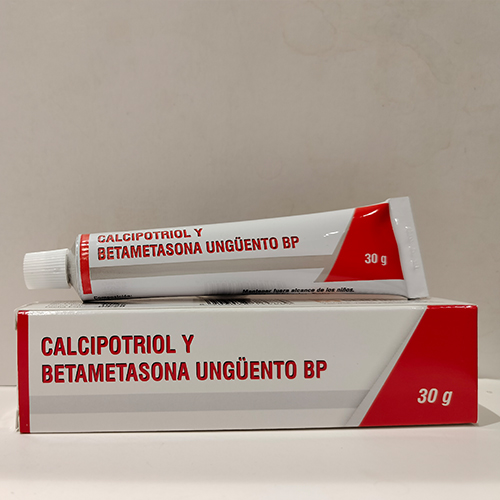 CALCIPOTRIOL Y
BETAMETASONA UNGÜENTO BP
30 g
Mantener fuera alcance de los niños.
CALCIPOTRIOL Y
BETAMETASONA UNGÜENTO BP
30 g